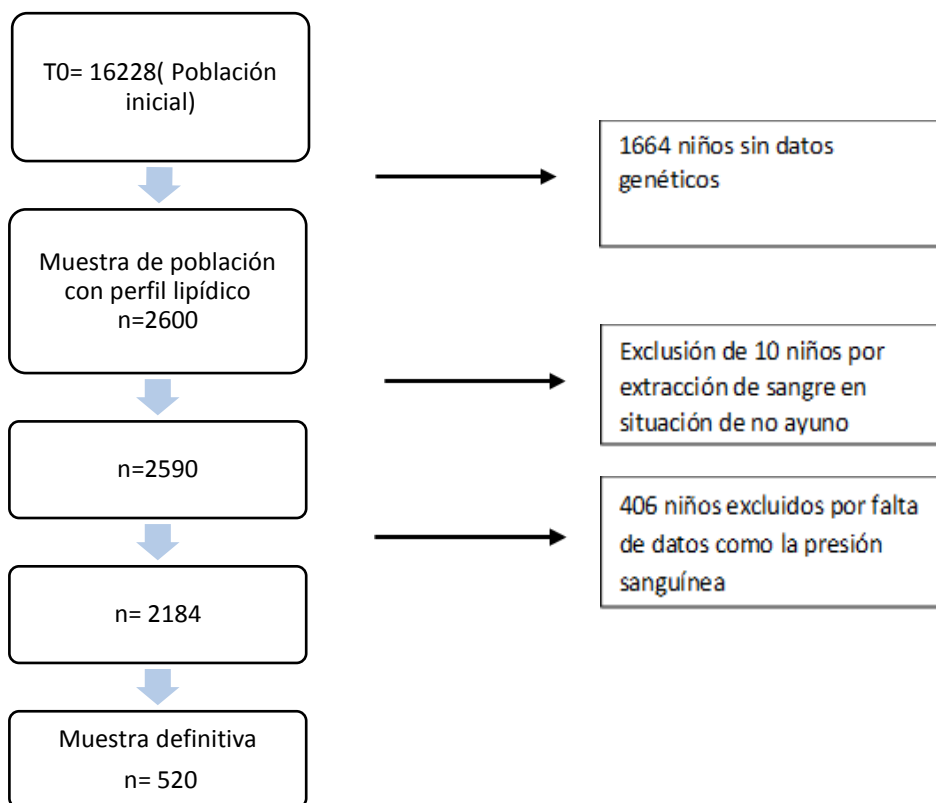 T0= 16228( Población
inicial)
1664 niños sin datos
genéticos
Muestra de población
con perfil lipídico
n=2600
Exclusión de 10 niños por
extracción de sangre en
situación de no ayuno
n=2590
406 niños excluidos por falta
de datos como la presión
sanguínea
n= 2184
Muestra definitiva
n= 520